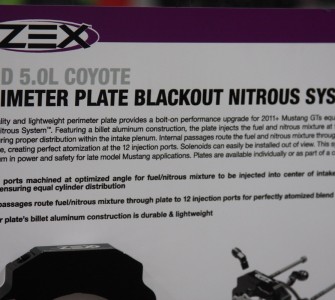 ZEX
D 5.0L COYOTE
IMETER PLATE BLACKOUT NITROUS SYS
ality and lightweight perimeter plate provides a bolt-on performance upgrade for 2011+ Mustang GTs equ
Nitrous System™. Featuring a billet aluminum construction, the plate injects the fuel and nitrous mixture at
uring proper distribution within the intake plenum. Internal passages route the fuel and nitrous mixture through
e, creating perfect atomization at the 12 injection ports. Solenoids can easily be installed out of view. This
um in power and safety for late model Mustang applications. Plates are available individually or as part of a c
ports machined at optimized angle for fuel/nitrous mixture to be injected into center of intake
ensuring equal cylinder distribution
passages route fuel/nitrous mixture through plate to 12 injection ports for perfectly atomized blend
r plate's billet aluminum construction is durable & lightweight
ZEX